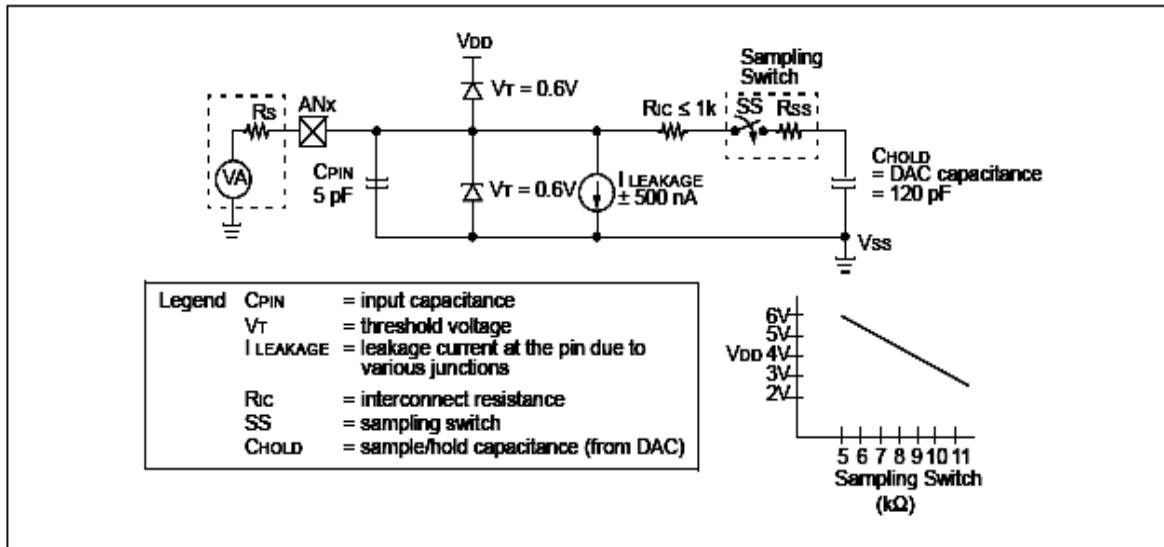 VDD
Sampling
Switch
VT = 0.6V
RIC ≤ 1k
SS
RSS
RS
ANx
VA
CPIN
5 pF
VT = 0.6V
I LEAKAGE
± 500 nA
CHOLD
= DAC capacitance
= 120 pF
VSS
Legend CPIN = input capacitance
VT = threshold voltage
I LEAKAGE = leakage current at the pin due to
various junctions
RIC = interconnect resistance
SS = sampling switch
CHOLD = sample/hold capacitance (from DAC)
6V
5V
VDD 4V
3V
2V
5 6 7 8 9 10 11
Sampling Switch
(kΩ)